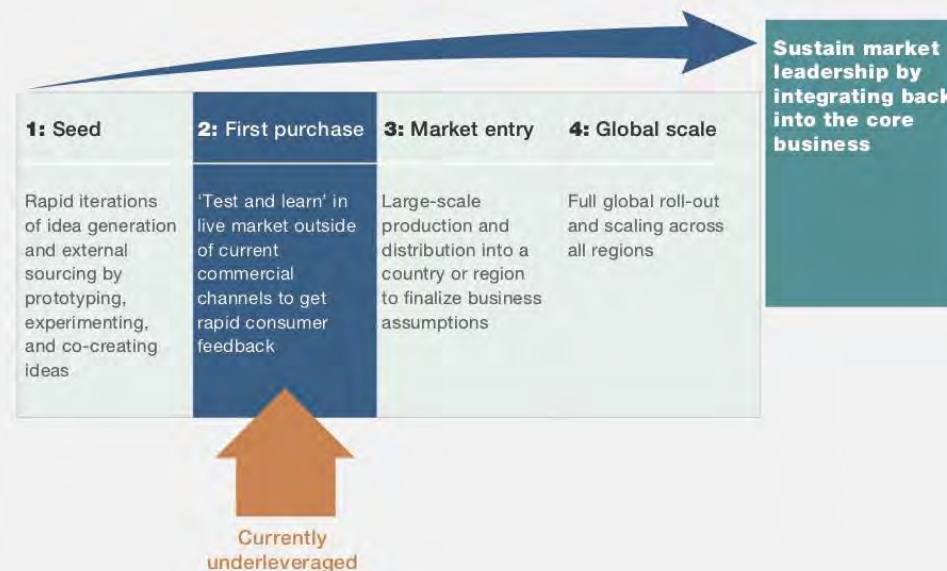 Sustain market
leadership by
integrating back
into the core
business
1: Seed
Rapid iterations
of idea generation
and external
sourcing by
prototyping,
experimenting,
and co-creating
ideas
2: First purchase
'Test and learn' in
live market outside
of current
commercial
channels to get
rapid consumer
feedback
3: Market entry
Large-scale
production and
distribution into a
country or region
to finalize business
assumptions
4: Global scale
Full global roll-out
and scaling across
all regions
Currently
underleveraged